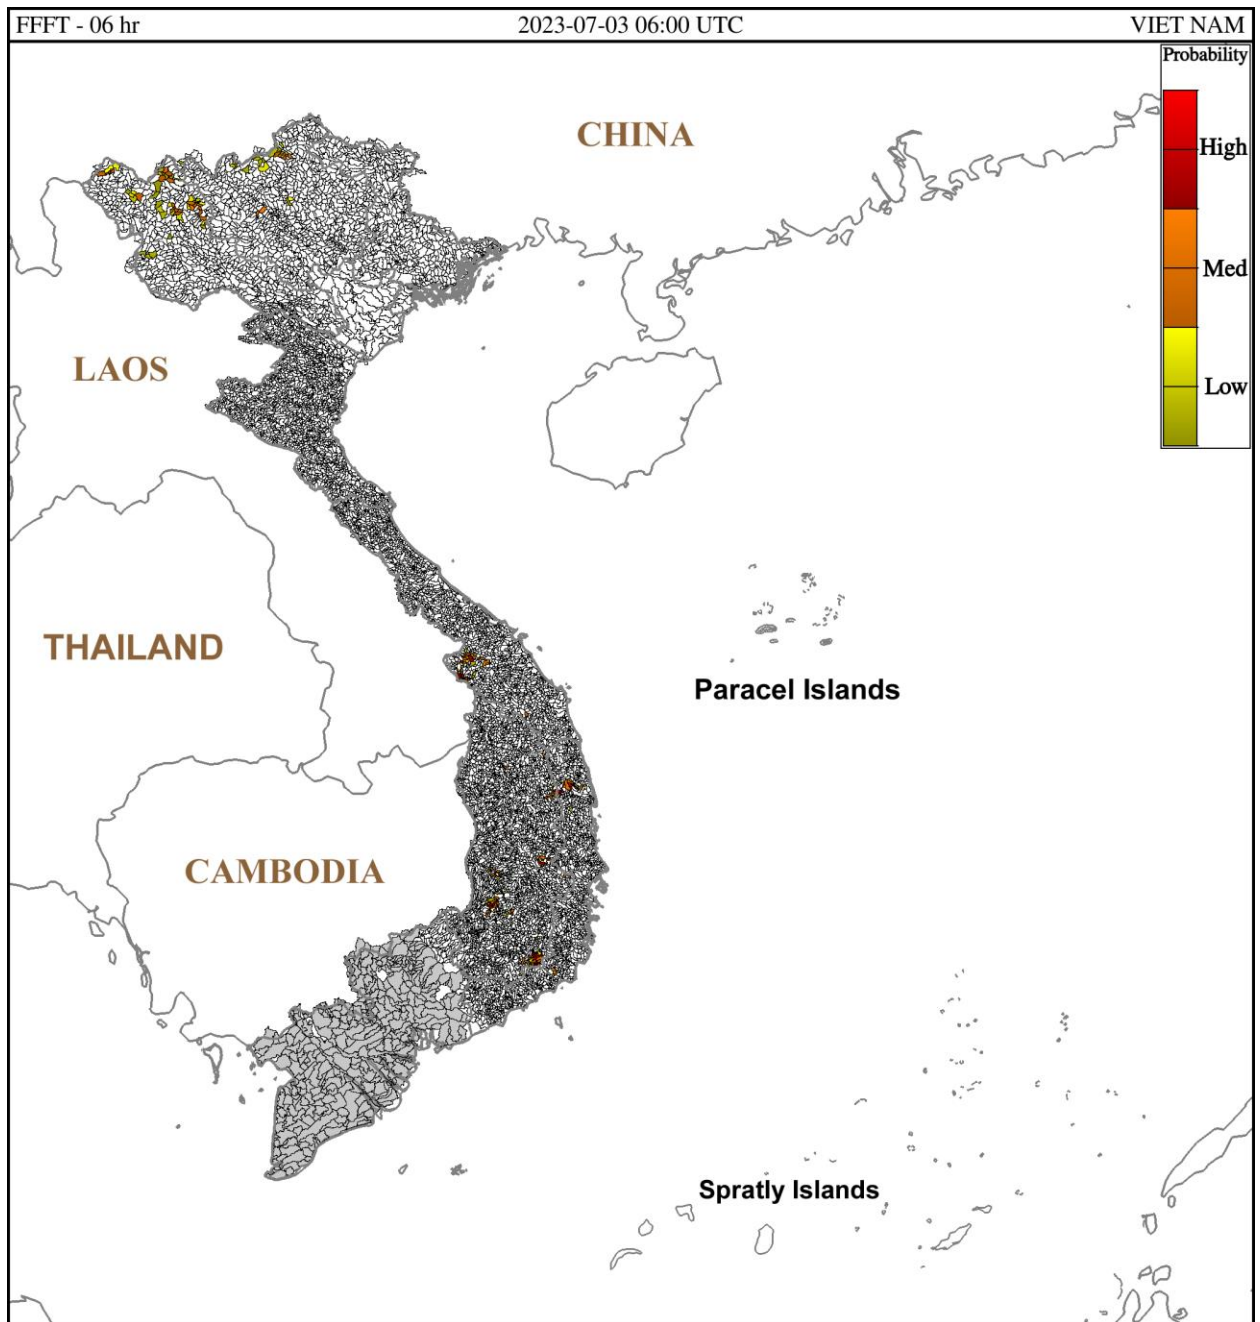 FFFT - 06 hr
2023-07-03 06:00 UTC
VIET NAM
Probability
High
Med
Low
CHINA
LAOS
THAILAND
Paracel Islands
CAMBODIA
Spratly Islands